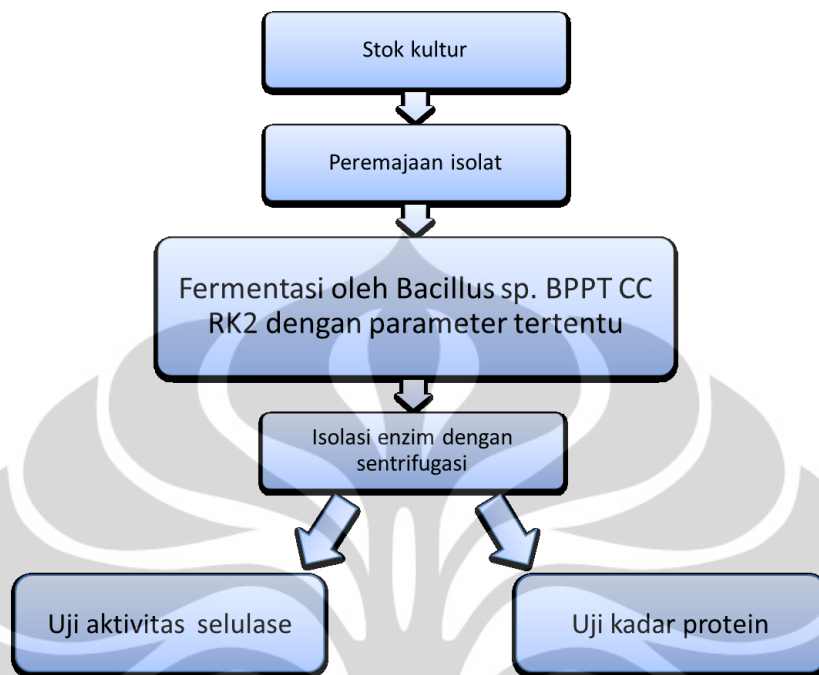 Stok kultur
Peremajaan isolat
Fermentasi oleh Bacillus sp. BPPT CC
RK2 dengan parameter tertentu
Isolasi enzim dengan
sentrifugasi
Uji aktivitas selulase
Uji kadar protein